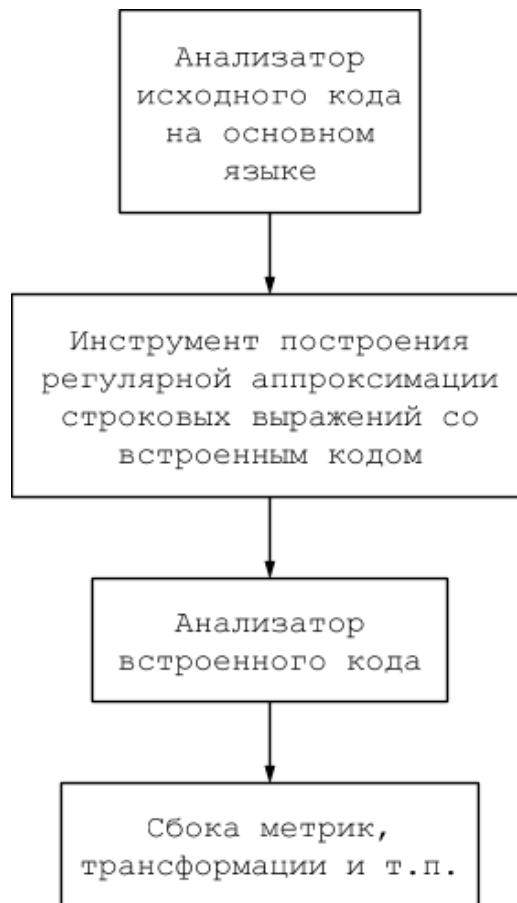 Анализатор
исходного кода
на основном
языке
Инструмент построения
регулярной аппроксимации
строковых выражений со
встроенным кодом
Анализатор
встроенного кода
Сбока метрик,
трансформации и т.п.